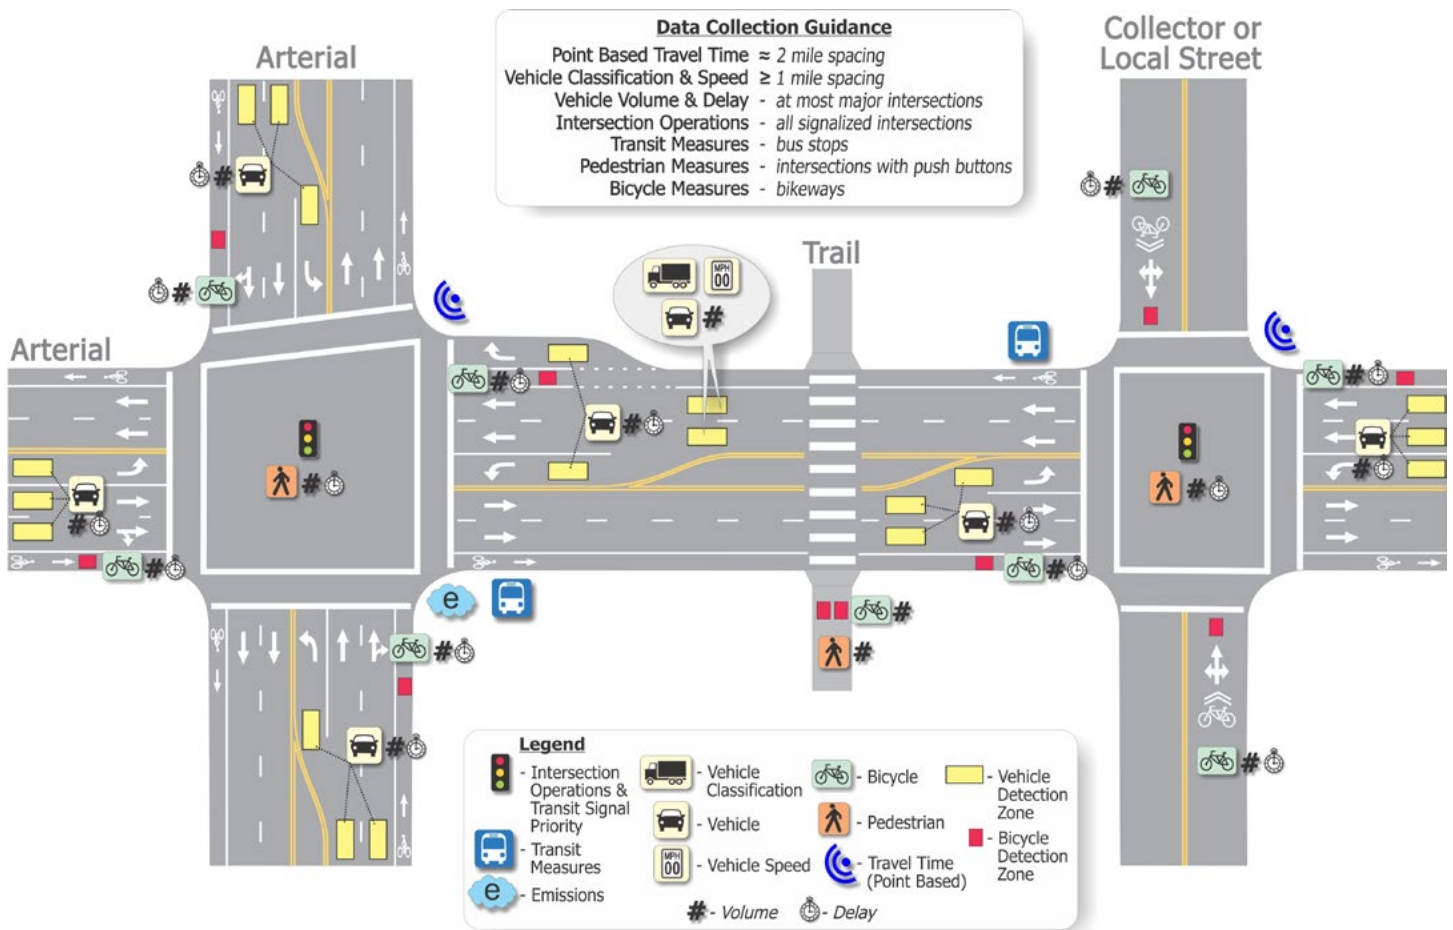 Data Collection Guidance
Point Based Travel Time ≈ 2 mile spacing
Vehicle Classification & Speed ≥ 1 mile spacing
Vehicle Volume & Delay - at most major intersections
Intersection Operations - all signalized intersections
Transit Measures - bus stops
Pedestrian Measures - intersections with push buttons
Bicycle Measures - bikeways
Arterial
Collector or
Local Street
#
#
#
Trail
MPH
00
#
Arterial
#
#
#
#
#
#
#
#
#
#
#
e
#
#
#
#
#
#
Legend
- Intersection
Operations &
Transit Signal
Priority
- Transit
Measures
e - Emissions
- Vehicle
Classification
- Vehicle
MPH
00 - Vehicle Speed
- Bicycle
- Pedestrian
- Travel Time
(Point Based)
- Vehicle
Detection
Zone
- Bicycle
Detection
Zone
# - Volume
- Delay